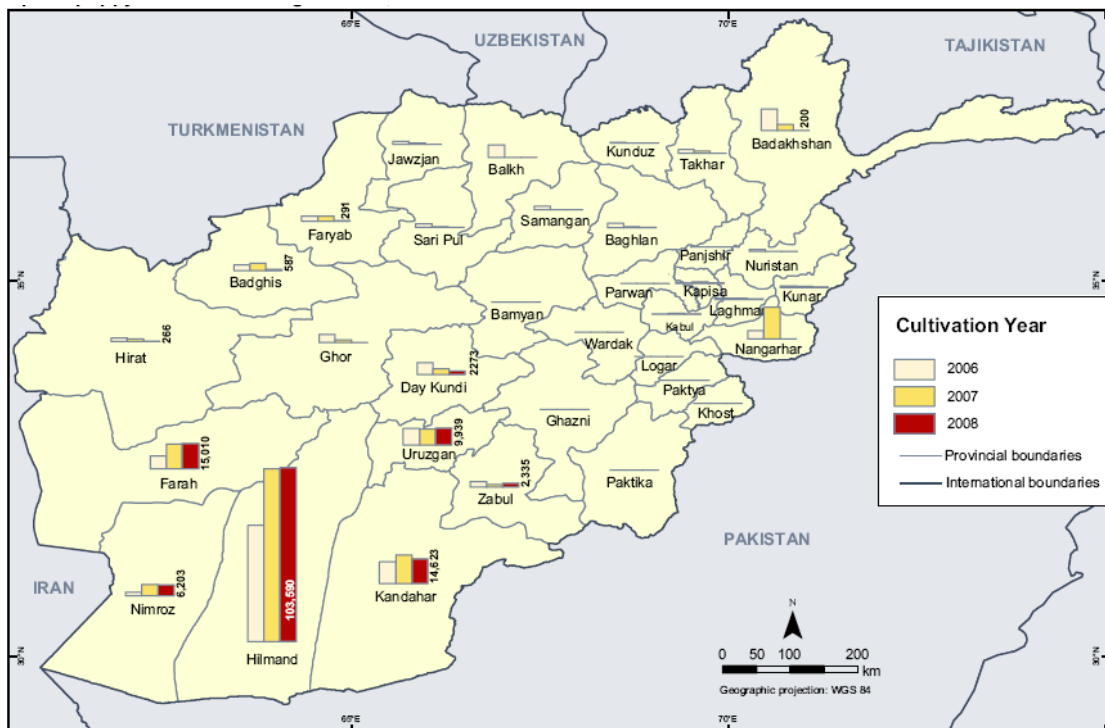 65°E
70°E
UZBEKISTAN
TAJIKISTAN
TURKMENISTAN
200
Badakhshan
Jawzjan
Balkh
Kunduz
Takhar
291
Faryab
Sari Pul
Samangan
Baghlan
587
Badghis
Panjshir
Nuristan
35°N
35°N
Parwan
Kapisa
Kunar
Laghman
Bamyan
Kabul
266
Hirat
Ghor
Wardak
Nangarhar
Logar
2273
Day Kundi
Paktya
Khost
Ghazni
9,939
Uruzgan
15,010
Farah
2,335
Zabul
Paktika
PAKISTAN
14,623
Kandahar
IRAN
6,203
Nimroz
103,590
Hilmand
Cultivation Year
2006
2007
2008
Provincial boundaries
International boundaries
N
0 50 100 200
km
Geographic projection: WGS 84
30°N
30°N
65°E
70°E